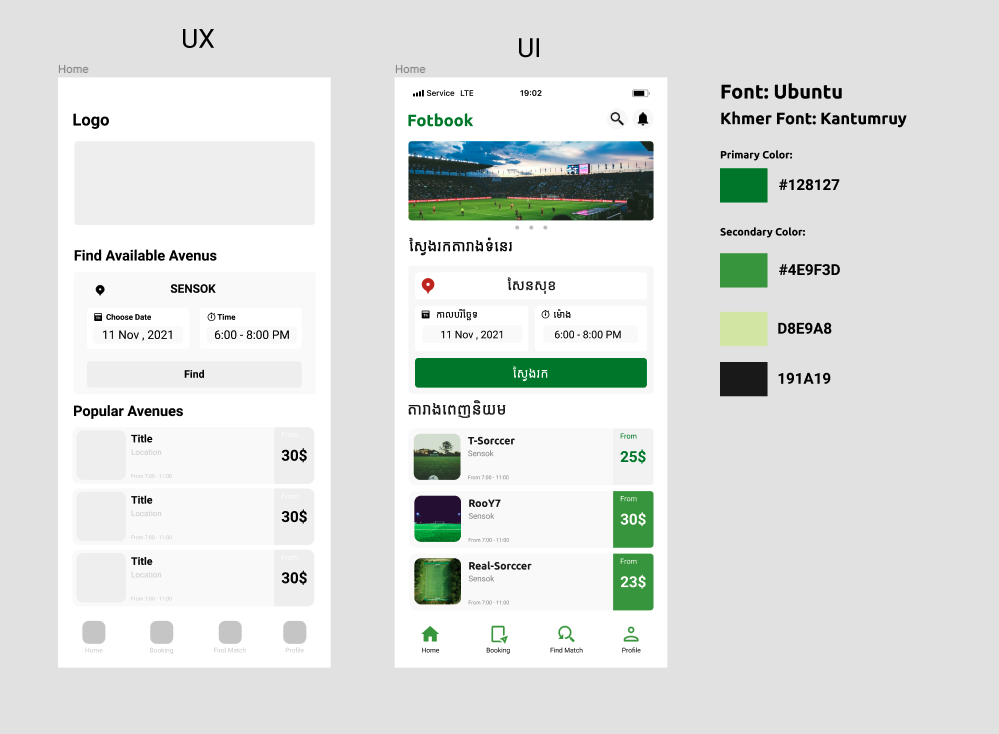 UX
Home
Logo
Find Available Avenus
SENSOK
Choose Date
Time
11 Nov , 2021
6:00 - 8:00 PM
Find
Popular Avenues
Title
Location
From 7:00 - 11:00
From
30$
Title
Location
From 7:00 - 11:00
30$
Title
Location
From 7:00 - 11:00
30$
Home
Booking
Find Match
Profile
UI
Home
Service LTE
19:02
Fotbook
ស្វែងរកតារាងទំនេរ
សែនសុខ
កាលបរិច្ឆែទ
ម៉ោង
11 Nov , 2021
6:00 - 8:00 PM
ស្វែងរក
តារាងពេញនិយម
T-Sorccer
Sensok
From 7:00 - 11:00
From
25$
RooY7
Sensok
From 7:00 - 11:00
From
30$
Real-Sorccer
Sensok
From 7:00 - 11:00
From
23$
Home
Booking
Find Match
Profile
Font: Ubuntu
Khmer Font: Kantumruy
Primary Color:
#128127
Secondary Color:
#4E9F3D
D8E9A8
191A19